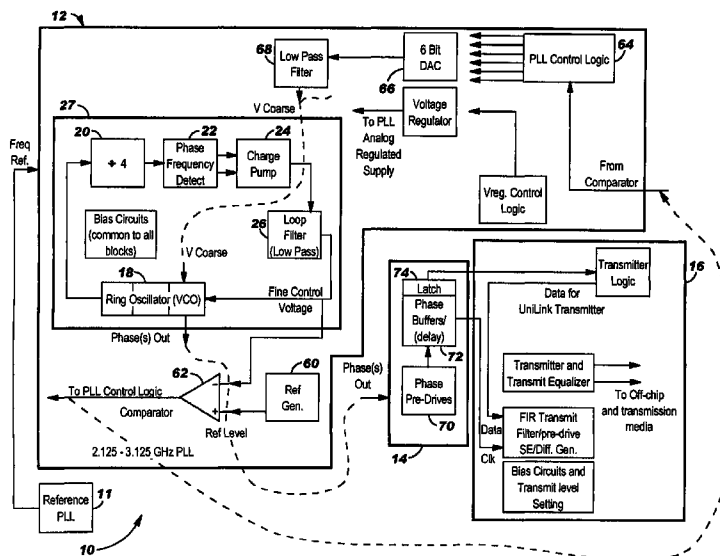 12
68
Low Pass
Filter
6 Bit
DAC
66
PLL Control Logic
64
27
V Coarse
Voltage
Regulator
To PLL
Analog
Regulated
Supply
Freq
Ref.
20
÷ 4
22
Phase
Frequency
Detect
24
Charge
Pump
From
Comparator
Vreg. Control
Logic
Bias Circuits
(common to all
blocks)
26
Loop
Filter
(Low Pass)
V Coarse
18
Ring Oscillator (VCO)
Fine Control
Voltage
Phase(s) Out
74
Latch
Phase
Buffers/
(delay)
72
Phase
Pre-Drives
70
14
16
Transmitter
Logic
Data for
UniLink Transmitter
Transmitter and
Transmit Equalizer
To Off-chip
and transmission
media
Data
FIR Transmit
Filter/pre-drive
SE/Diff. Gen.
Clk
Bias Circuits and
Transmit level
Setting
62
−
+
60
Ref
Gen.
Phase(s)
Out
To PLL Control Logic
Comparator
Ref Level
2.125 - 3.125 GHz PLL
Reference
PLL
11
10